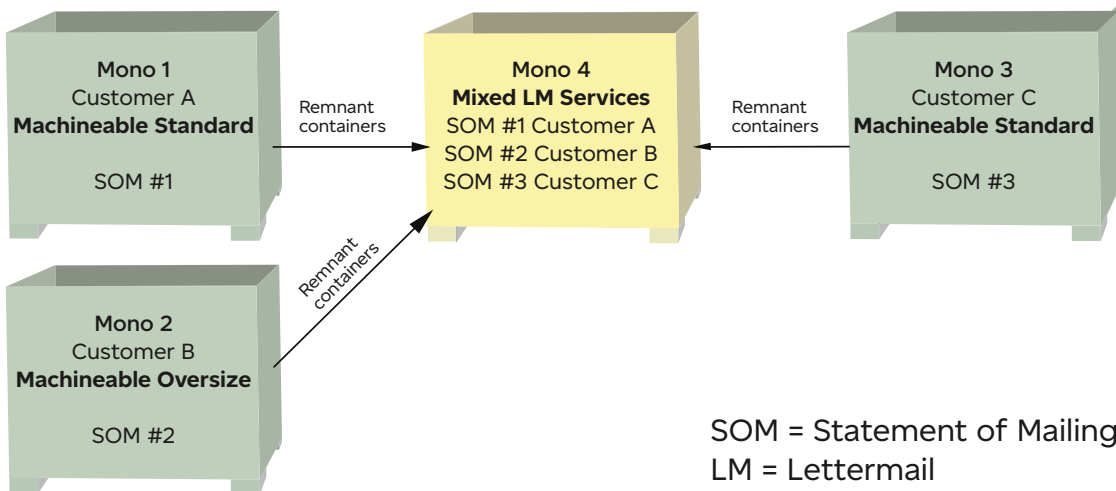 Mono 1
Customer A
Machineable Standard
SOM #1
Remnant
containers
Mono 4
Mixed LM Services
SOM #1 Customer A
SOM #2 Customer B
SOM #3 Customer C
Remnant
containers
Mono 3
Customer C
Machineable Standard
SOM #3
Mono 2
Customer B
Machineable Oversize
SOM #2
Remnant
containers
SOM = Statement of Mailing
LM = Lettermail